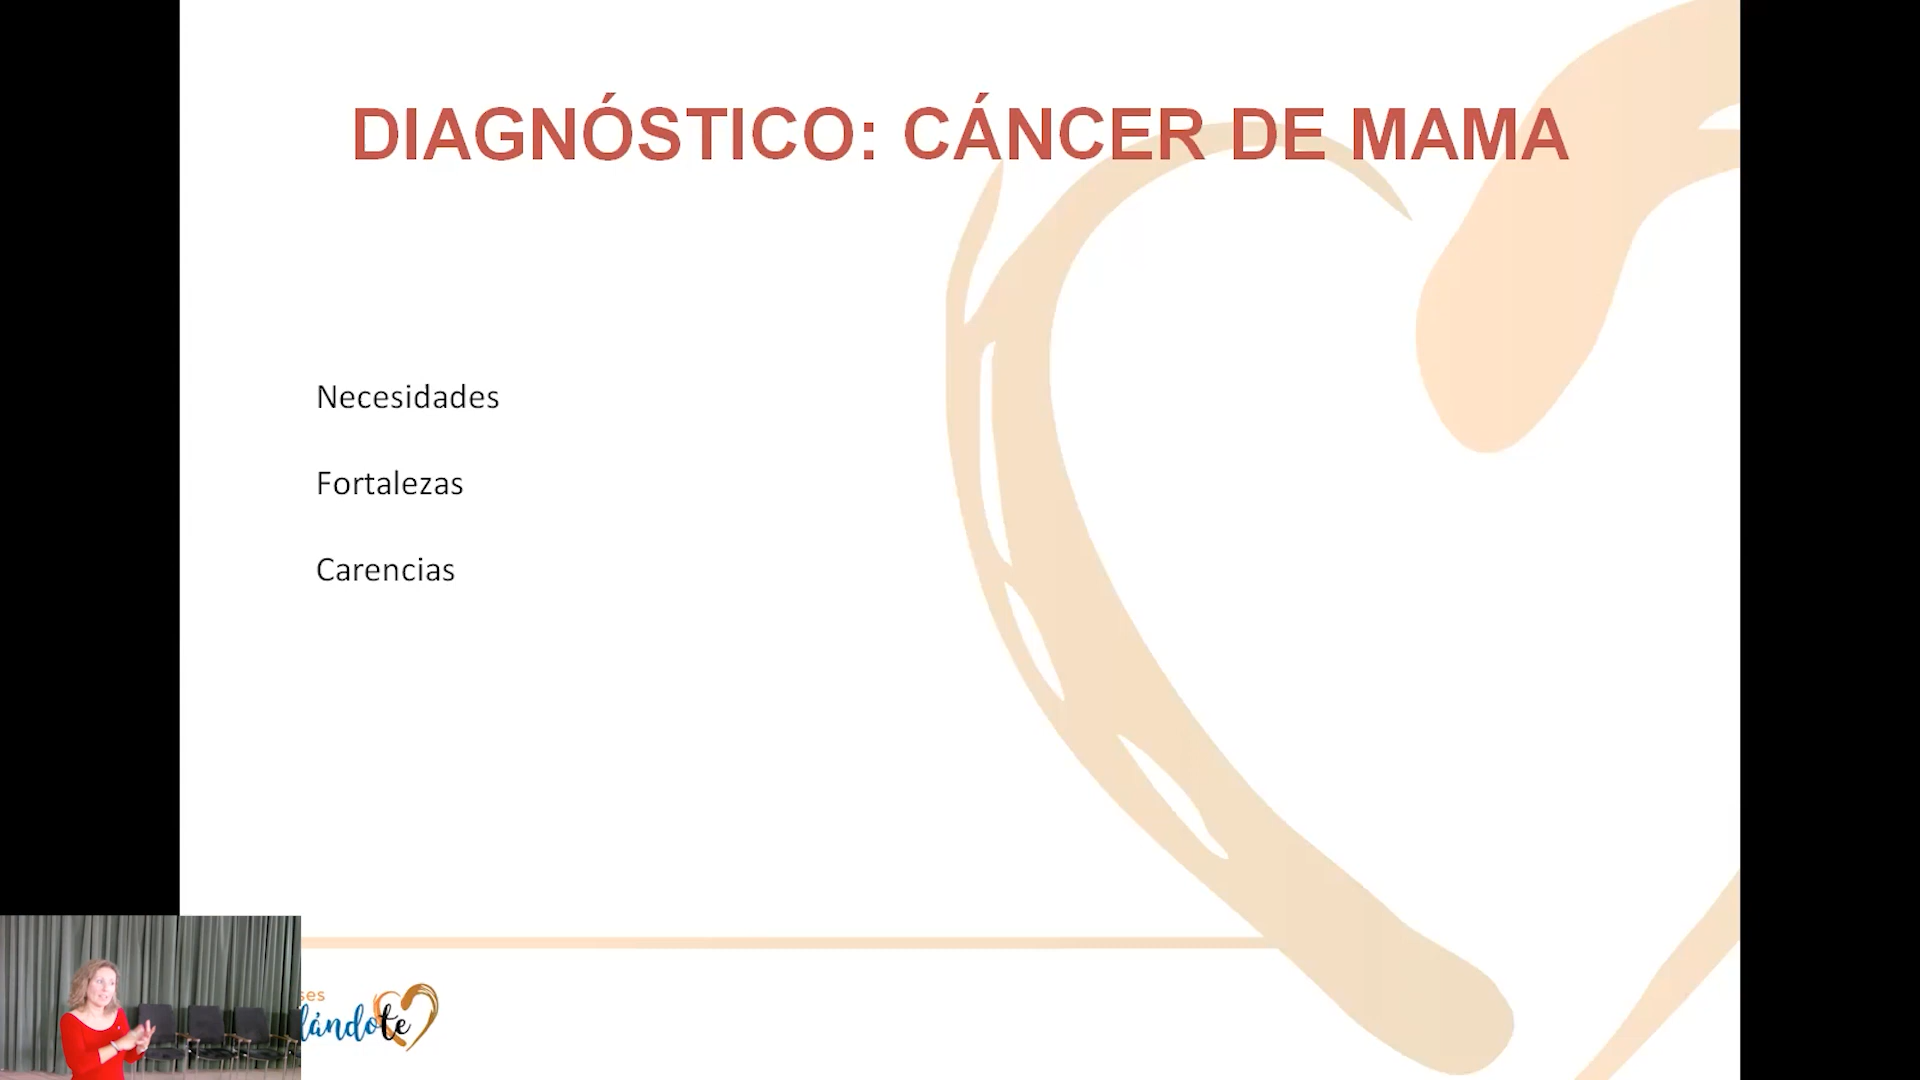 DIAGNÓSTICO: CÁNCER DE MAMA
Necesidades
Fortalezas
Carencias